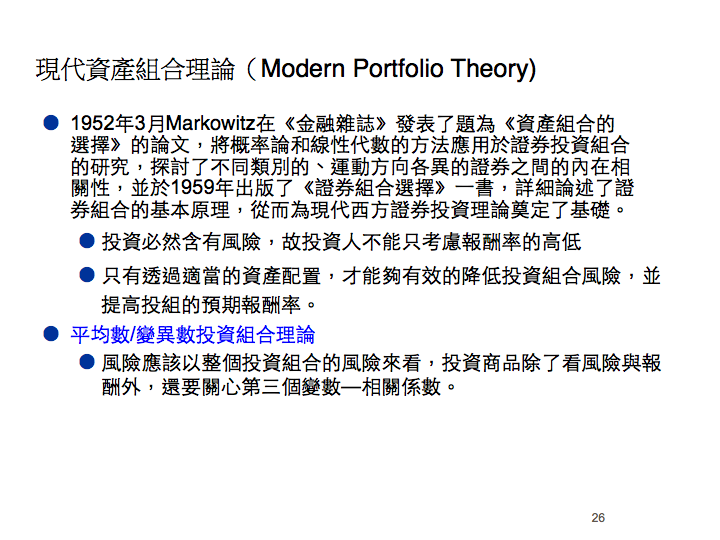 現代資產組合理論（Modern Portfolio Theory)
● 1952年3月Markowitz在《金融雜誌》發表了題為《資產組合的
選擇》的論文，將概率論和線性代數的方法應用於證券投資組合
的研究，探討了不同類別的、運動方向各異的證券之間的內在相
關性，並於1959年出版了《證券組合選擇》一書，詳細論述了證
券組合的基本原理，從而為現代西方證券投資理論奠定了基礎。
● 投資必然含有風險，故投資人不能只考慮報酬率的高低
● 只有透過適當的資產配置，才能夠有效的降低投資組合風險，並
提高投組的預期報酬率。
● 平均數/變異數投資組合理論
● 風險應該以整個投資組合的風險來看，投資商品除了看風險與報
酬外，還要關心第三個變數—相關係數。
26